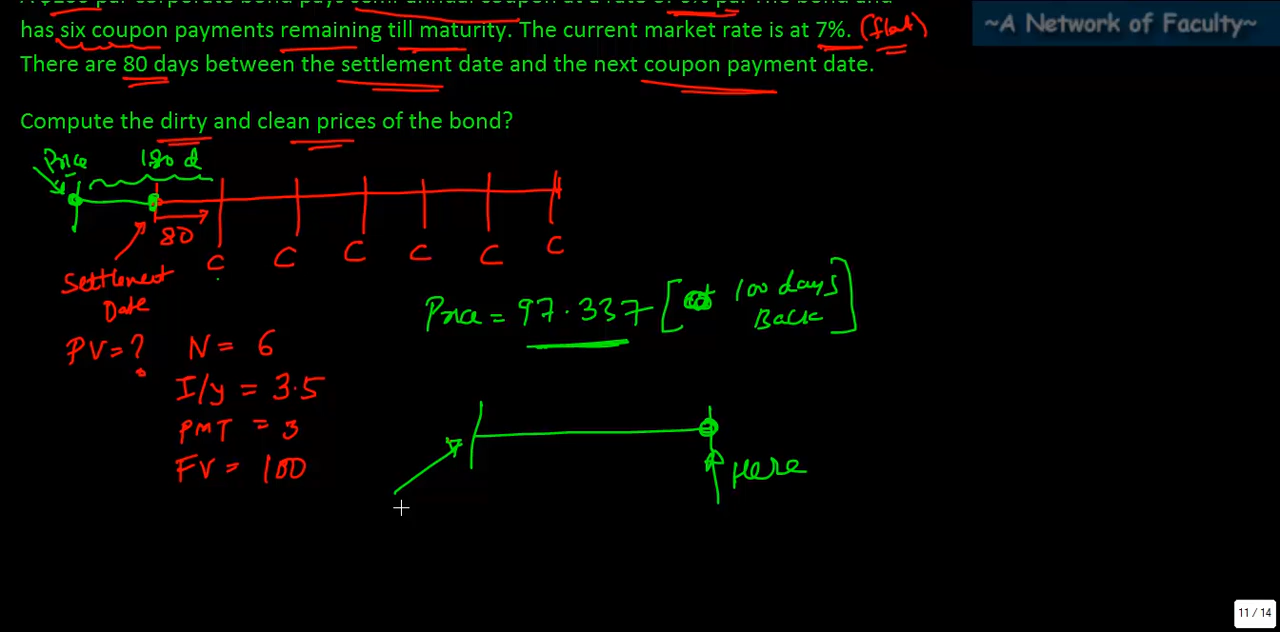 ~A Network of Faculty~
has six coupon payments remaining till maturity. The current market rate is at 7%. (flat)
There are 80 days between the settlement date and the next coupon payment date.
Compute the dirty and clean prices of the bond?
Price
180 d
80
C C C C C C
Settlement
Date
Price = 97.337 [ 100 days
Back ]
PV = ? N = 6
I/y = 3.5
PMT = 3
FV = 100
Here
11 / 14